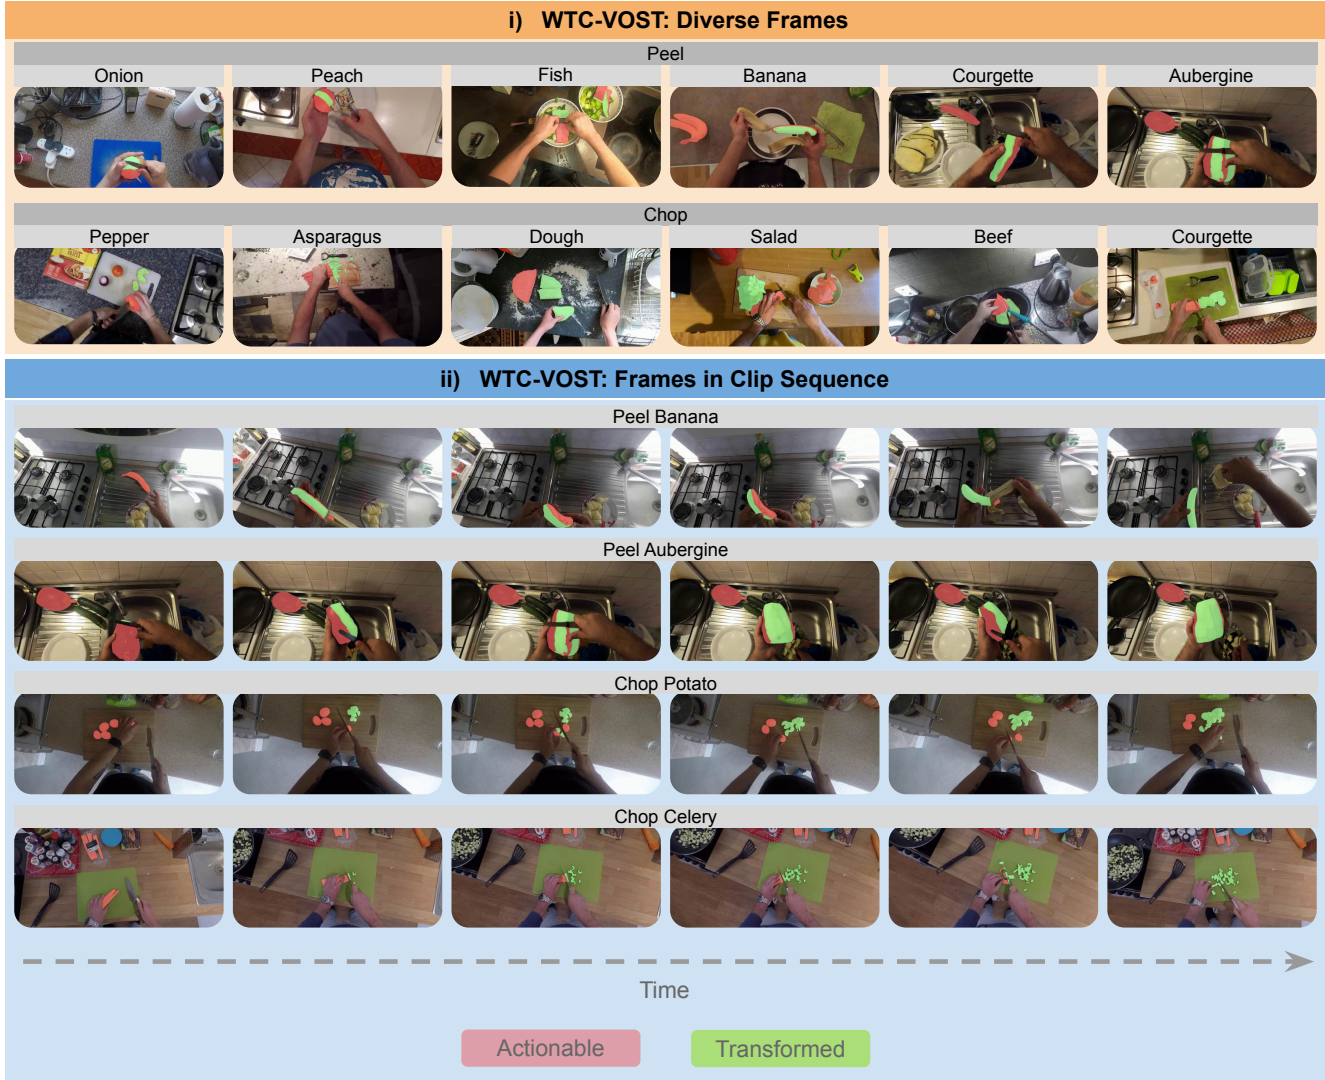 i) WTC-VOST: Diverse Frames
Peel
Onion Peach Fish Banana Courgette Aubergine
Chop
Pepper Asparagus Dough Salad Beef Courgette
ii) WTC-VOST: Frames in Clip Sequence
Peel Banana
Peel Aubergine
Chop Potato
Chop Celery
Time
Actionable Transformed